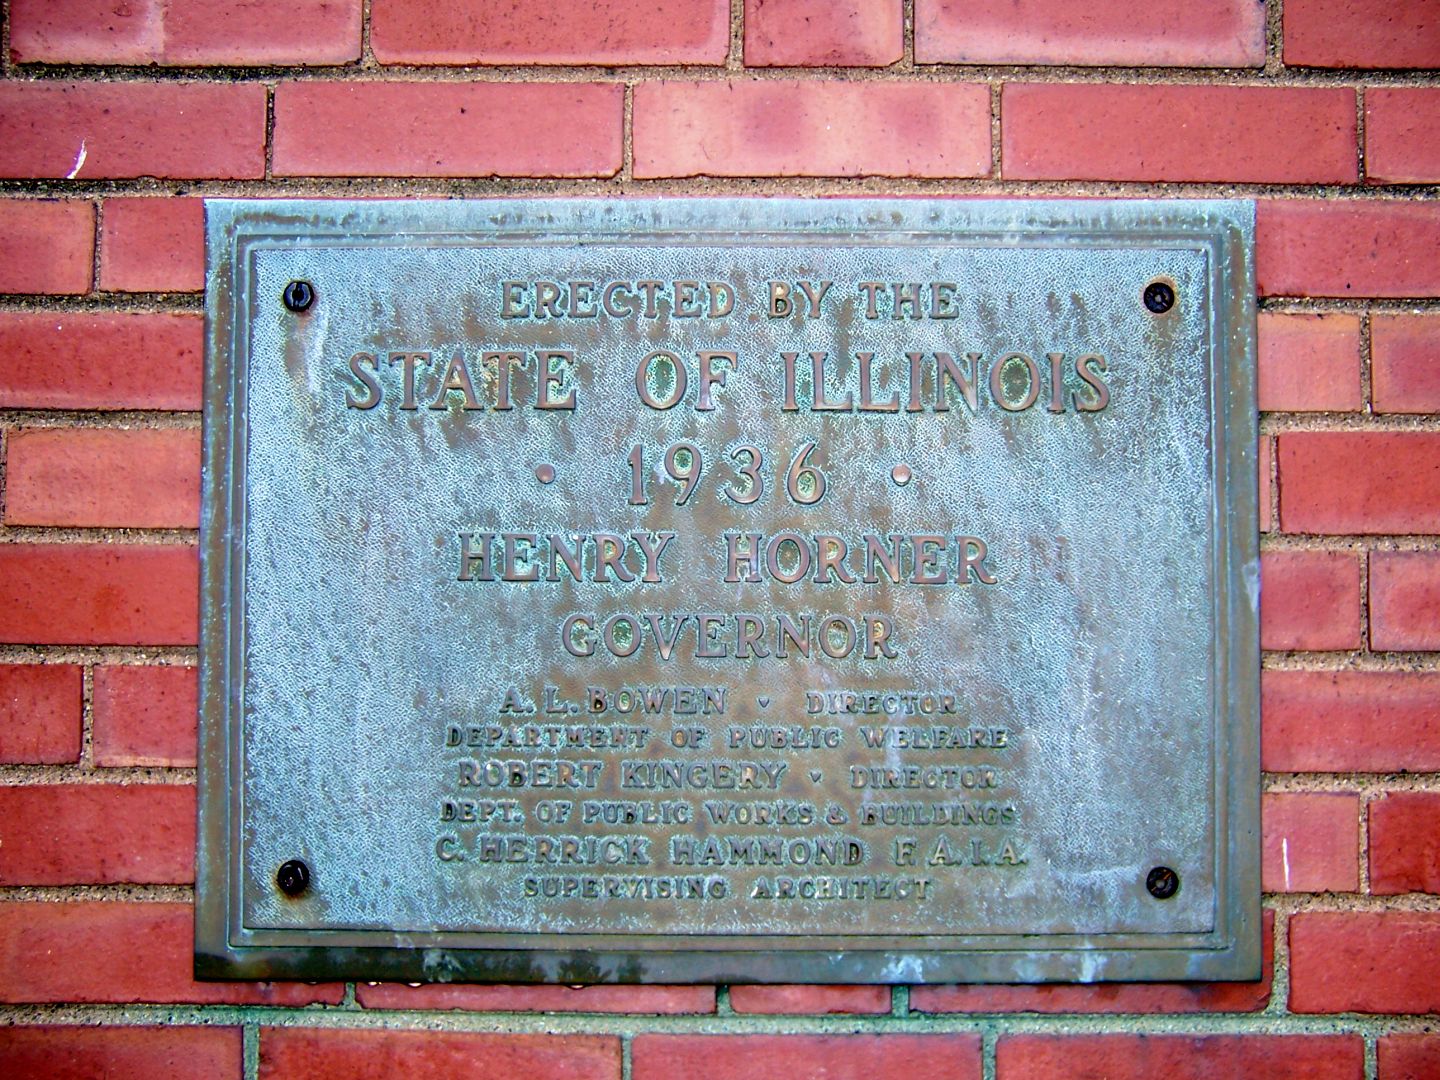 ERECTED BY THE
STATE OF ILLINOIS
· 1936 ·
HENRY HORNER
GOVERNOR
A. L. BOWEN · DIRECTOR
DEPARTMENT OF PUBLIC WELFARE
ROBERT KINGERY · DIRECTOR
DEPT. OF PUBLIC WORKS & BUILDINGS
C. HERRICK HAMMOND F.A.I.A.
SUPERVISING ARCHITECT